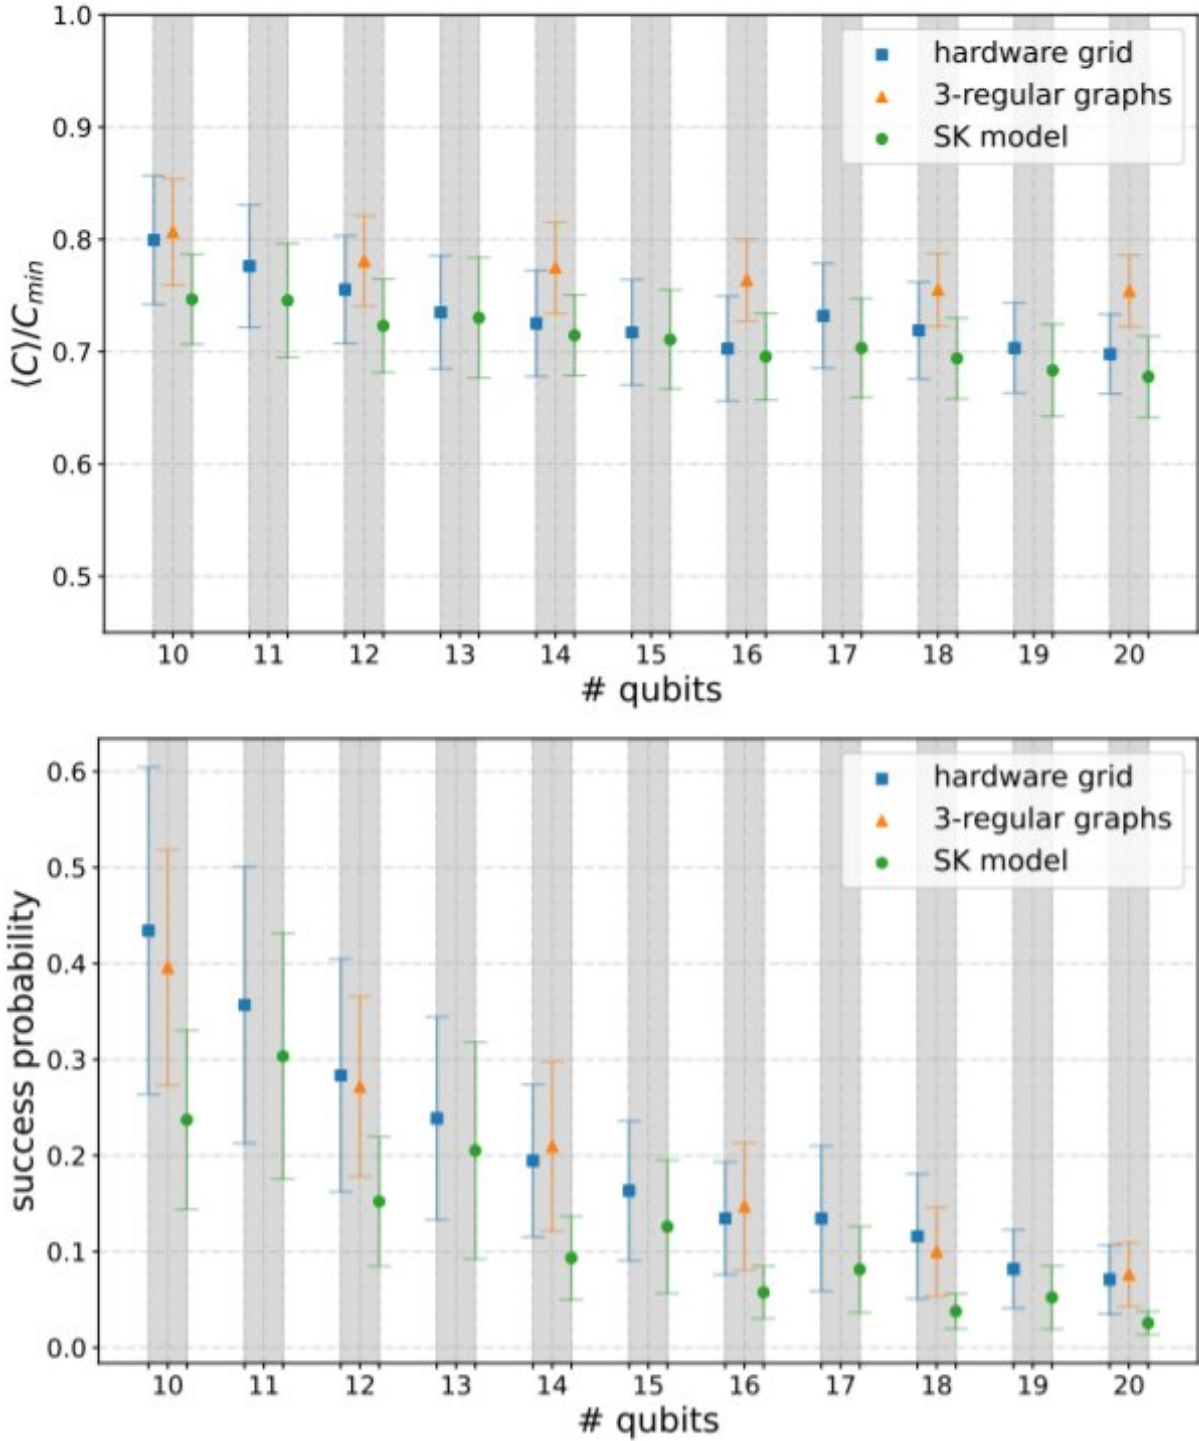 1.0
hardware grid
3-regular graphs
SK model
0.9
0.8
0.7
0.6
0.5
⟨C⟩/C_min
10 11 12 13 14 15 16 17 18 19 20
# qubits
hardware grid
3-regular graphs
SK model
0.6
0.5
0.4
0.3
0.2
0.1
0.0
success probability
10 11 12 13 14 15 16 17 18 19 20
# qubits